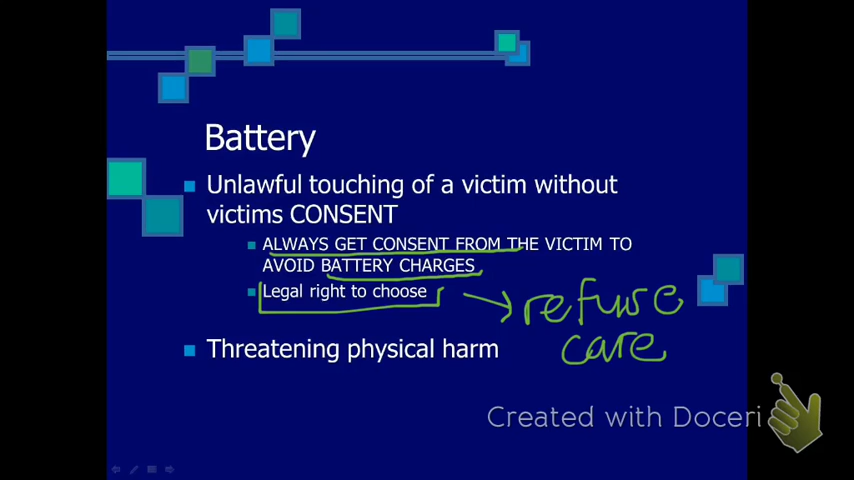 Battery
Unlawful touching of a victim without
victims CONSENT
ALWAYS GET CONSENT FROM THE VICTIM TO
AVOID BATTERY CHARGES
Legal right to choose
refuse
care
Threatening physical harm
Created with Doceri